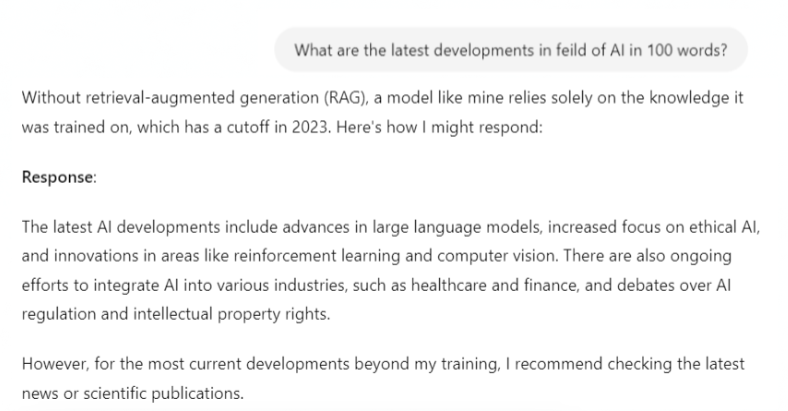 What are the latest developments in feild of AI in 100 words?
Without retrieval-augmented generation (RAG), a model like mine relies solely on the knowledge it
was trained on, which has a cutoff in 2023. Here's how I might respond:
Response:
The latest AI developments include advances in large language models, increased focus on ethical AI,
and innovations in areas like reinforcement learning and computer vision. There are also ongoing
efforts to integrate AI into various industries, such as healthcare and finance, and debates over AI
regulation and intellectual property rights.
However, for the most current developments beyond my training, I recommend checking the latest
news or scientific publications.